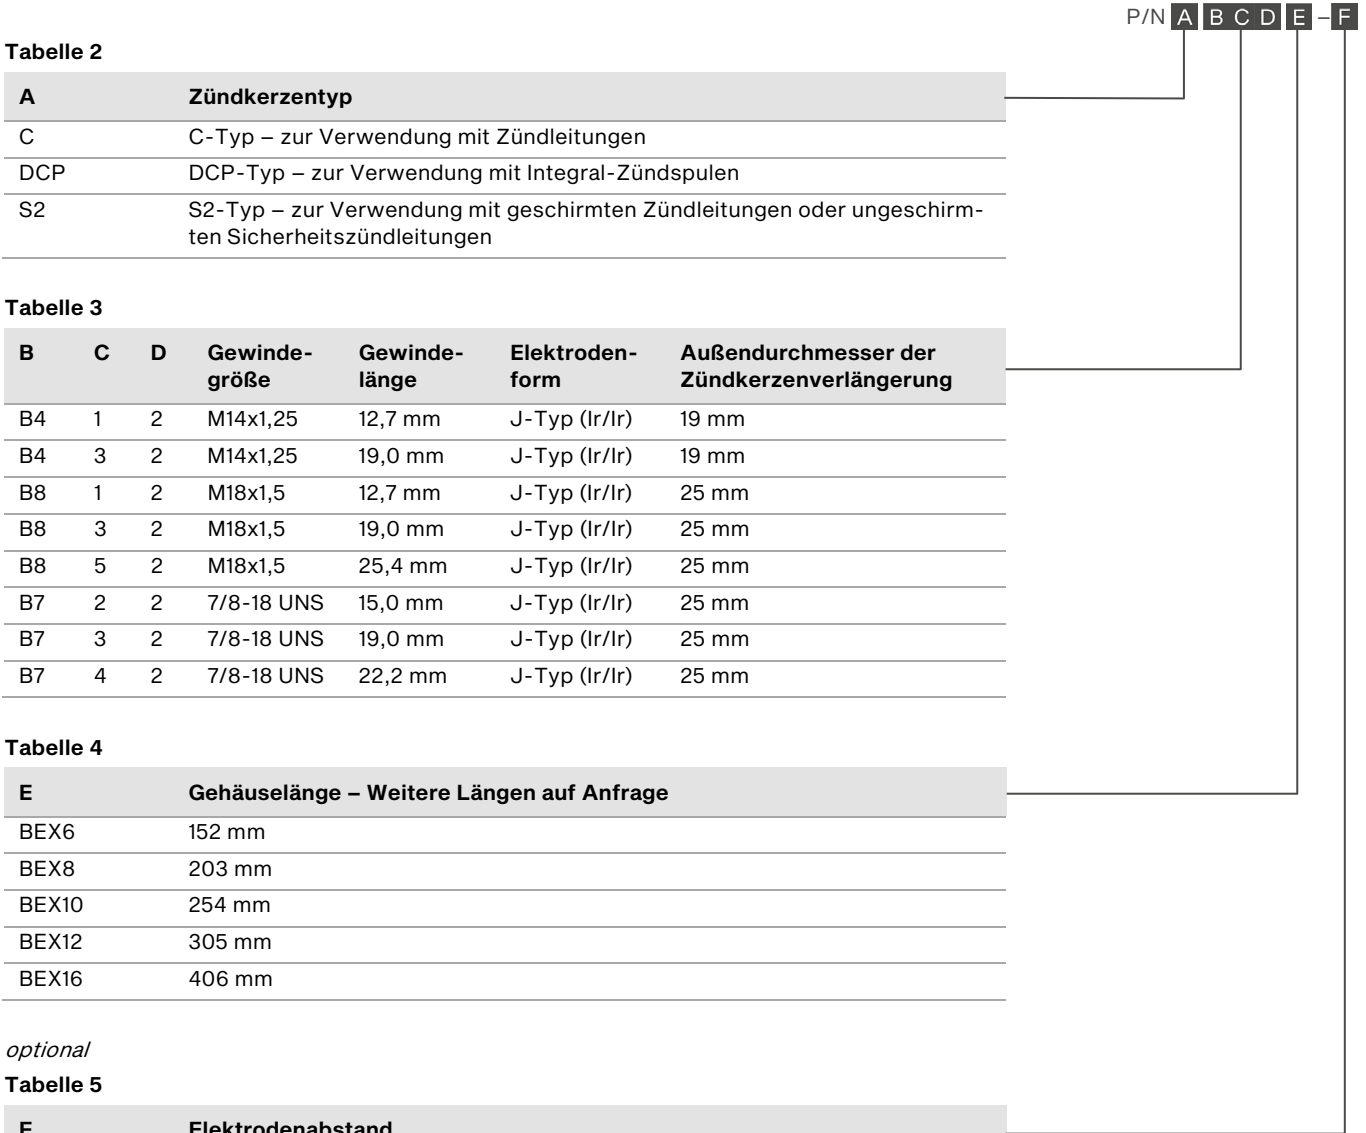 P/N A B C D E – F
Tabelle 2
A Zündkerzentyp
C C-Typ – zur Verwendung mit Zündleitungen
DCP DCP-Typ – zur Verwendung mit Integral-Zündspulen
S2 S2-Typ – zur Verwendung mit geschirmten Zündleitungen oder ungeschirm-
ten Sicherheitszündleitungen
Tabelle 3
B C D Gewinde- Gewinde- Elektroden- Außendurchmesser der
größe länge form Zündkerzenverlängerung
B4 1 2 M14x1,25 12,7 mm J-Typ (Ir/Ir) 19 mm
B4 3 2 M14x1,25 19,0 mm J-Typ (Ir/Ir) 19 mm
B8 1 2 M18x1,5 12,7 mm J-Typ (Ir/Ir) 25 mm
B8 3 2 M18x1,5 19,0 mm J-Typ (Ir/Ir) 25 mm
B8 5 2 M18x1,5 25,4 mm J-Typ (Ir/Ir) 25 mm
B7 2 2 7/8-18 UNS 15,0 mm J-Typ (Ir/Ir) 25 mm
B7 3 2 7/8-18 UNS 19,0 mm J-Typ (Ir/Ir) 25 mm
B7 4 2 7/8-18 UNS 22,2 mm J-Typ (Ir/Ir) 25 mm
Tabelle 4
E Gehäuselänge – Weitere Längen auf Anfrage
BEX6 152 mm
BEX8 203 mm
BEX10 254 mm
BEX12 305 mm
BEX16 406 mm
optional
Tabelle 5
F Elektrodenabstand